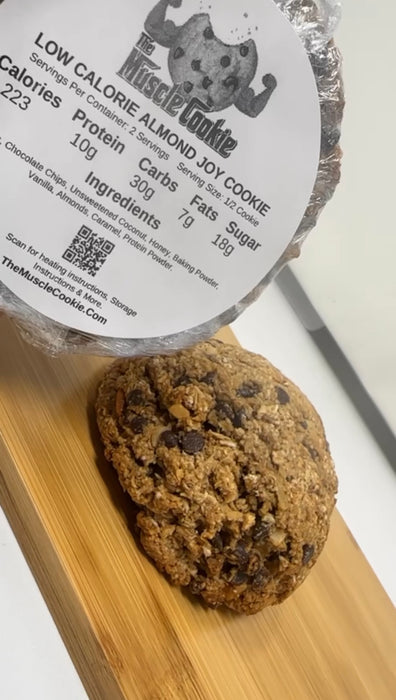 The
Muscle Cookie
LOW CALORIE ALMOND JOY COOKIE
Servings Per Container: 2 Servings Serving Size: 1/2 Cookie
Calories Protein Carbs Fats Sugar
223 10g 30g 7g 18g
Ingredients
Chocolate Chips, Unsweetened Coconut, Honey, Baking Powder,
Vanilla, Almonds, Caramel, Protein Powder.
Scan for heating instructions, Storage
Instructions & More.
TheMuscleCookie.Com